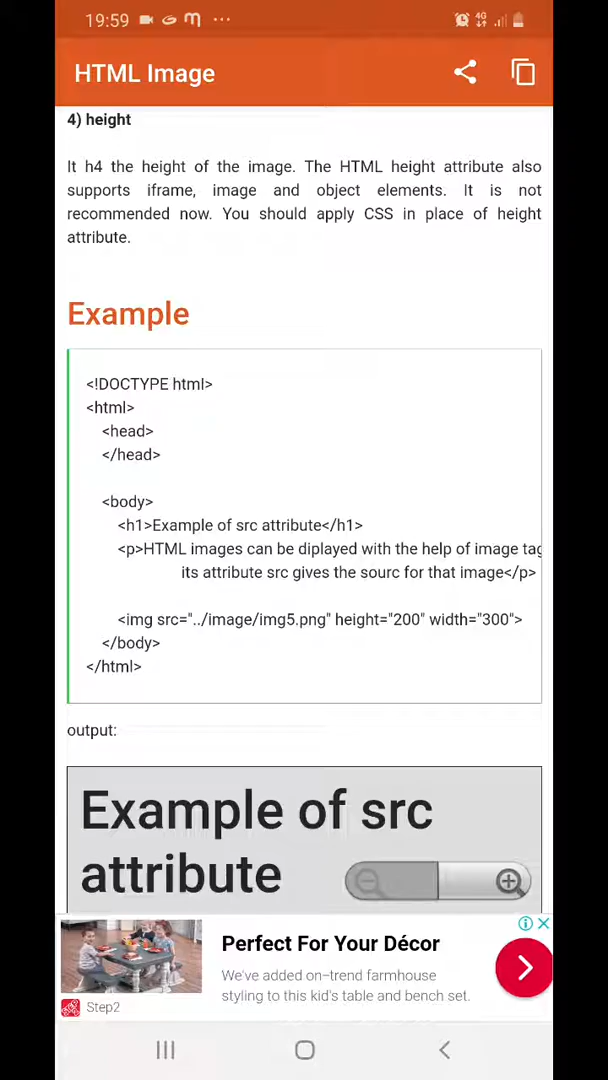 19:59
4G
HTML Image
4) height
It h4 the height of the image. The HTML height attribute also
supports iframe, image and object elements. It is not
recommended now. You should apply CSS in place of height
attribute.
Example
<!DOCTYPE html>
<html>
<head>
</head>
<body>
<h1>Example of src attribute</h1>
<p>HTML images can be diplayed with the help of image tag
its attribute src gives the sourc for that image</p>
<img src="../image/img5.png" height="200" width="300">
</body>
</html>
output:
Example of src
attribute
Perfect For Your Décor
We've added on-trend farmhouse
styling to this kid's table and bench set.
Step2